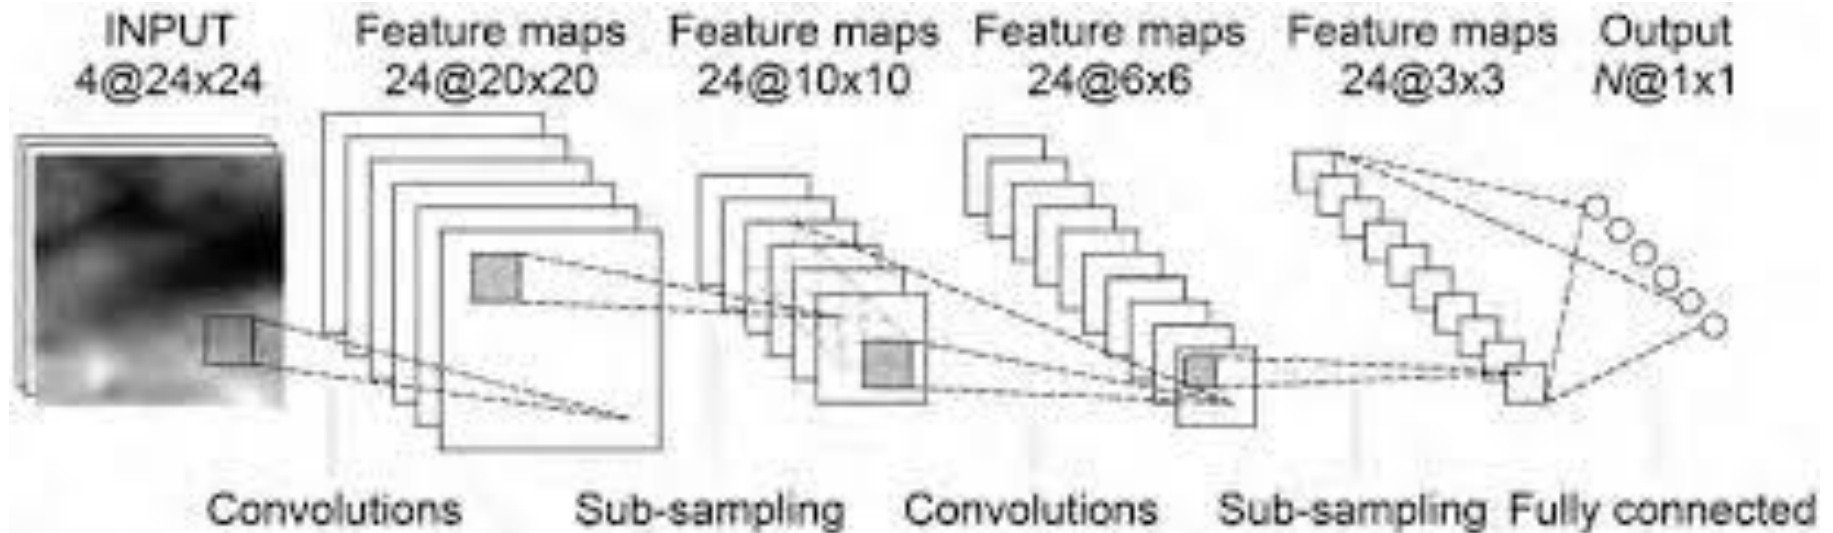 INPUT
4@24x24
Feature maps
24@20x20
Feature maps
24@10x10
Feature maps
24@6x6
Feature maps
24@3x3
Output
N@1x1
Convolutions
Sub-sampling
Convolutions
Sub-sampling
Fully connected